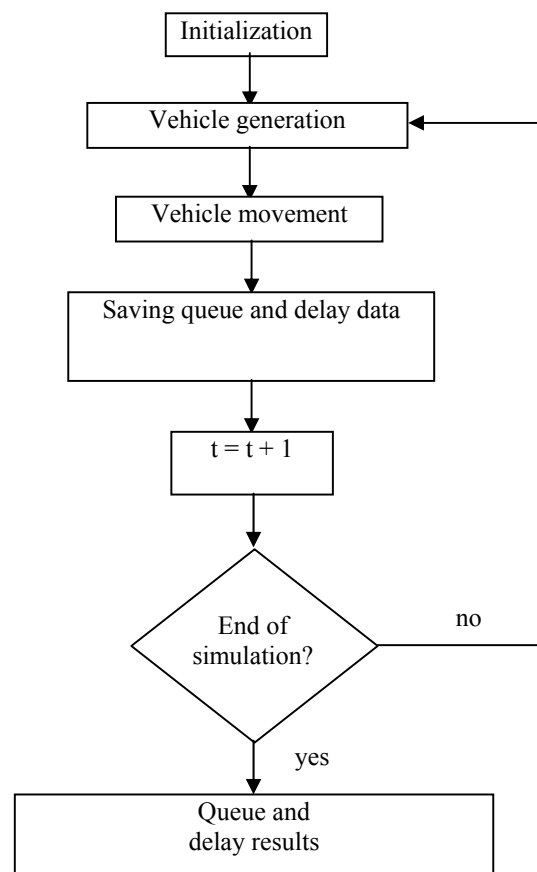 Initialization
Vehicle generation
Vehicle movement
Saving queue and delay data
t = t + 1
End of
simulation?
no
yes
Queue and
delay results